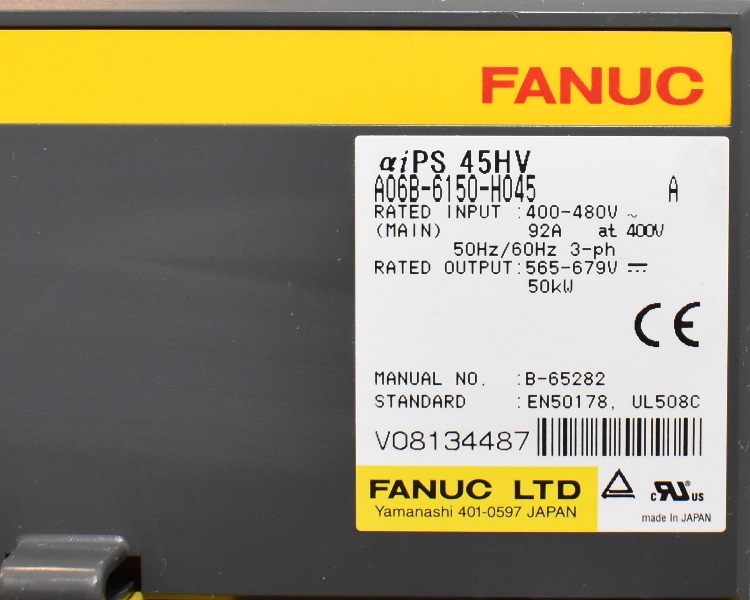 FANUC
αiPS 45HV
A06B-6150-H045 A
RATED INPUT :400-480V ~
(MAIN) 92A at 400V
50Hz/60Hz 3-ph
RATED OUTPUT:565-679V ⎓
50kW
CE
MANUAL NO. :B-65282
STANDARD :EN50178, UL508C
V08134487
FANUC LTD
Yamanashi 401-0597 JAPAN
c RU® US
made in JAPAN